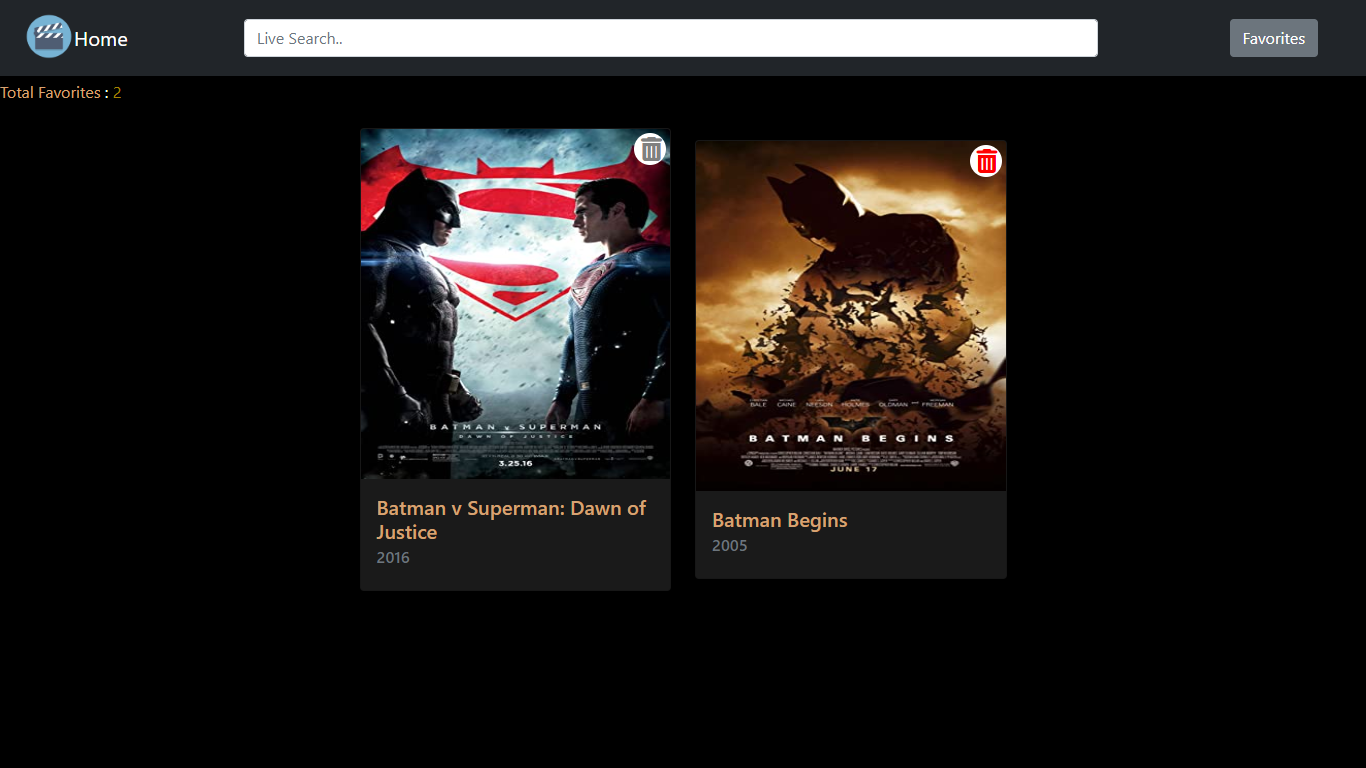 Home
Live Search..
Favorites
Total Favorites : 2
BATMAN v SUPERMAN
DAWN OF JUSTICE
3.25.16
Batman v Superman: Dawn of
Justice
2016
BALE CAINE NEESON HOLMES OLDMAN and FREEMAN
BATMAN BEGINS
JUNE 17
Batman Begins
2005